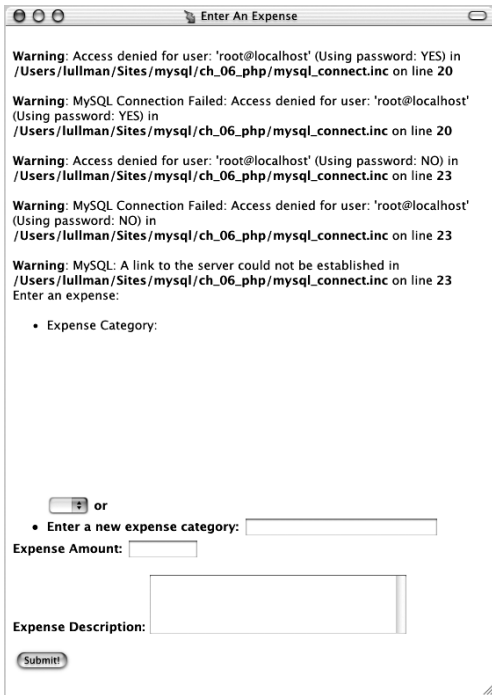 Enter An Expense
Warning: Access denied for user: 'root@localhost' (Using password: YES) in
/Users/lullman/Sites/mysql/ch_06_php/mysql_connect.inc on line 20
Warning: MySQL Connection Failed: Access denied for user: 'root@localhost'
(Using password: YES) in
/Users/lullman/Sites/mysql/ch_06_php/mysql_connect.inc on line 20
Warning: Access denied for user: 'root@localhost' (Using password: NO) in
/Users/lullman/Sites/mysql/ch_06_php/mysql_connect.inc on line 23
Warning: MySQL Connection Failed: Access denied for user: 'root@localhost'
(Using password: NO) in
/Users/lullman/Sites/mysql/ch_06_php/mysql_connect.inc on line 23
Warning: MySQL: A link to the server could not be established in
/Users/lullman/Sites/mysql/ch_06_php/mysql_connect.inc on line 23
Enter an expense:
• Expense Category:
or
• Enter a new expense category:
Expense Amount:
Expense Description:
Submit!